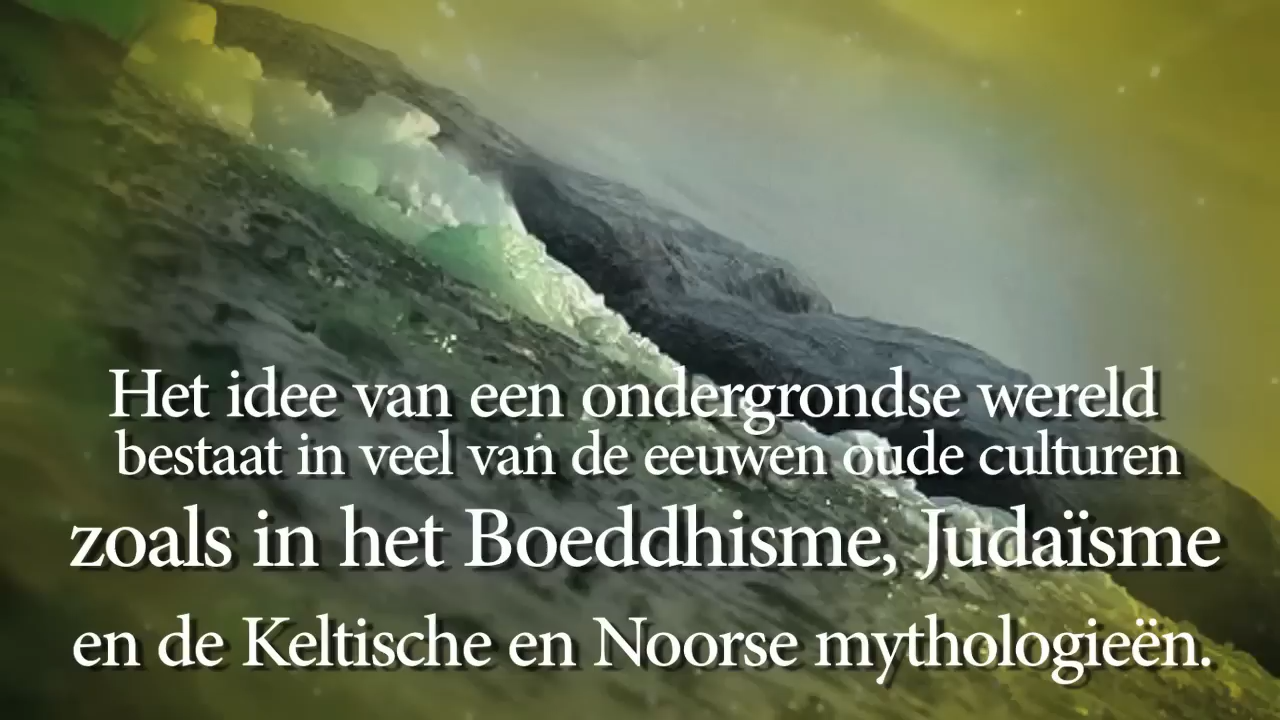 Het idee van een ondergrondse wereld
bestaat in veel van de eeuwen oude culturen
zoals in het Boeddhisme, Judaïsme
en de Keltische en Noorse mythologieën.